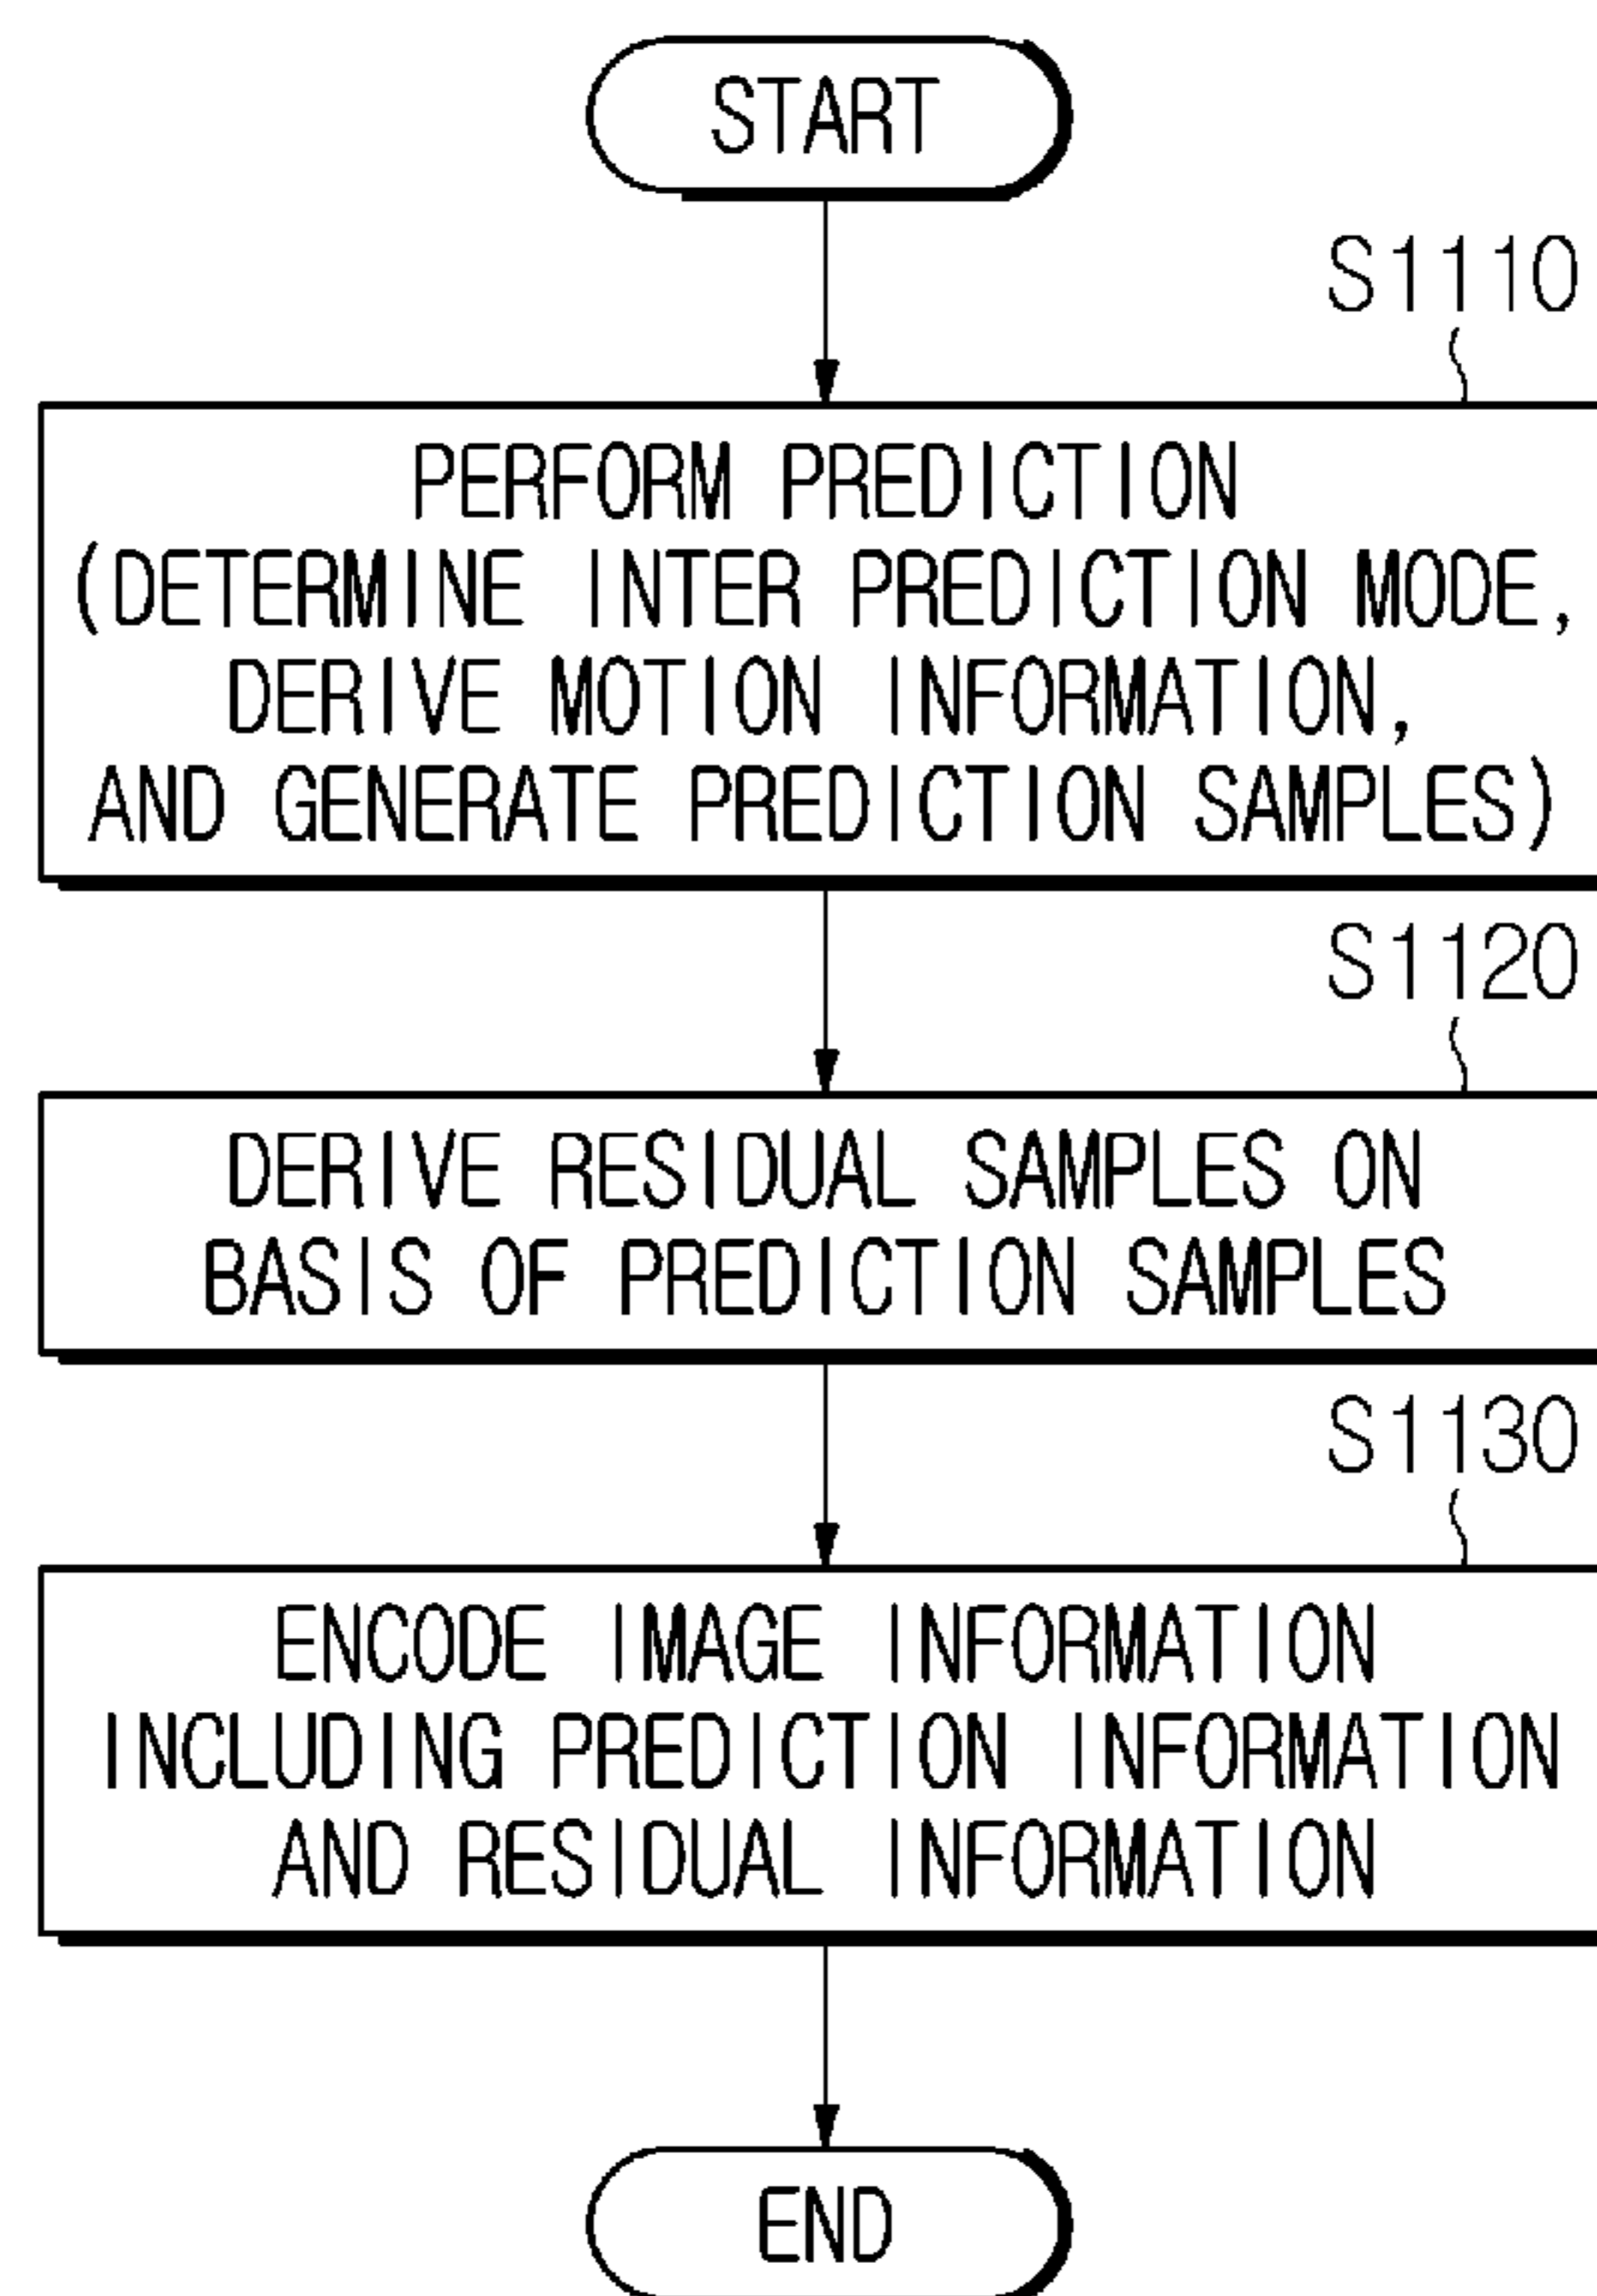 START
S1110
PERFORM PREDICTION
(DETERMINE INTER PREDICTION MODE,
DERIVE MOTION INFORMATION,
AND GENERATE PREDICTION SAMPLES)
S1120
DERIVE RESIDUAL SAMPLES ON
BASIS OF PREDICTION SAMPLES
S1130
ENCODE IMAGE INFORMATION
INCLUDING PREDICTION INFORMATION
AND RESIDUAL INFORMATION
END